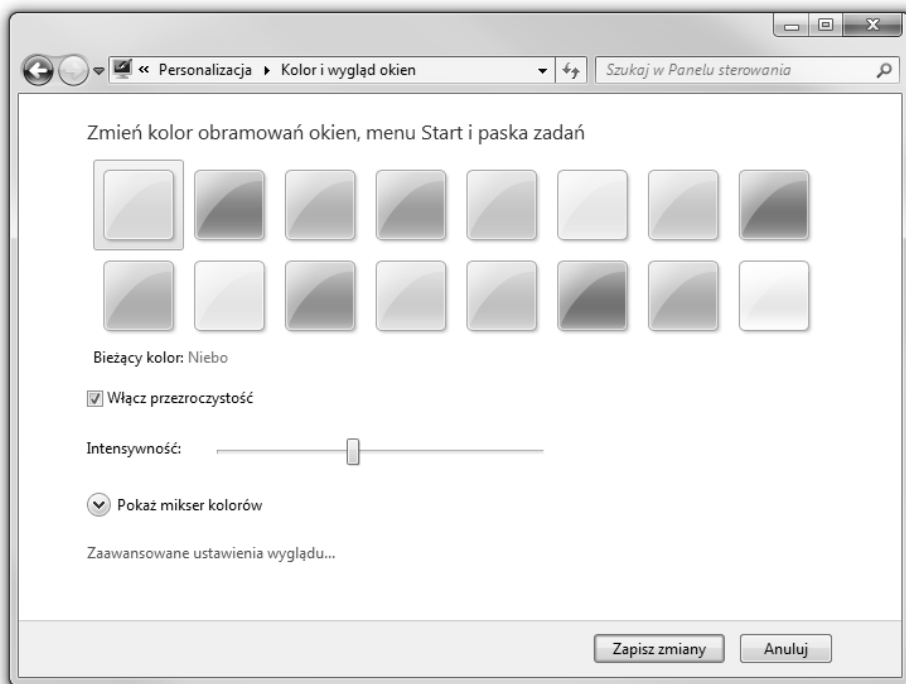 « Personalizacja ▸ Kolor i wygląd okien
Szukaj w Panelu sterowania
Zmień kolor obramowań okien, menu Start i paska zadań
Bieżący kolor: Niebo
Włącz przezroczystość
Intensywność:
Pokaż mikser kolorów
Zaawansowane ustawienia wyglądu...
Zapisz zmiany
Anuluj